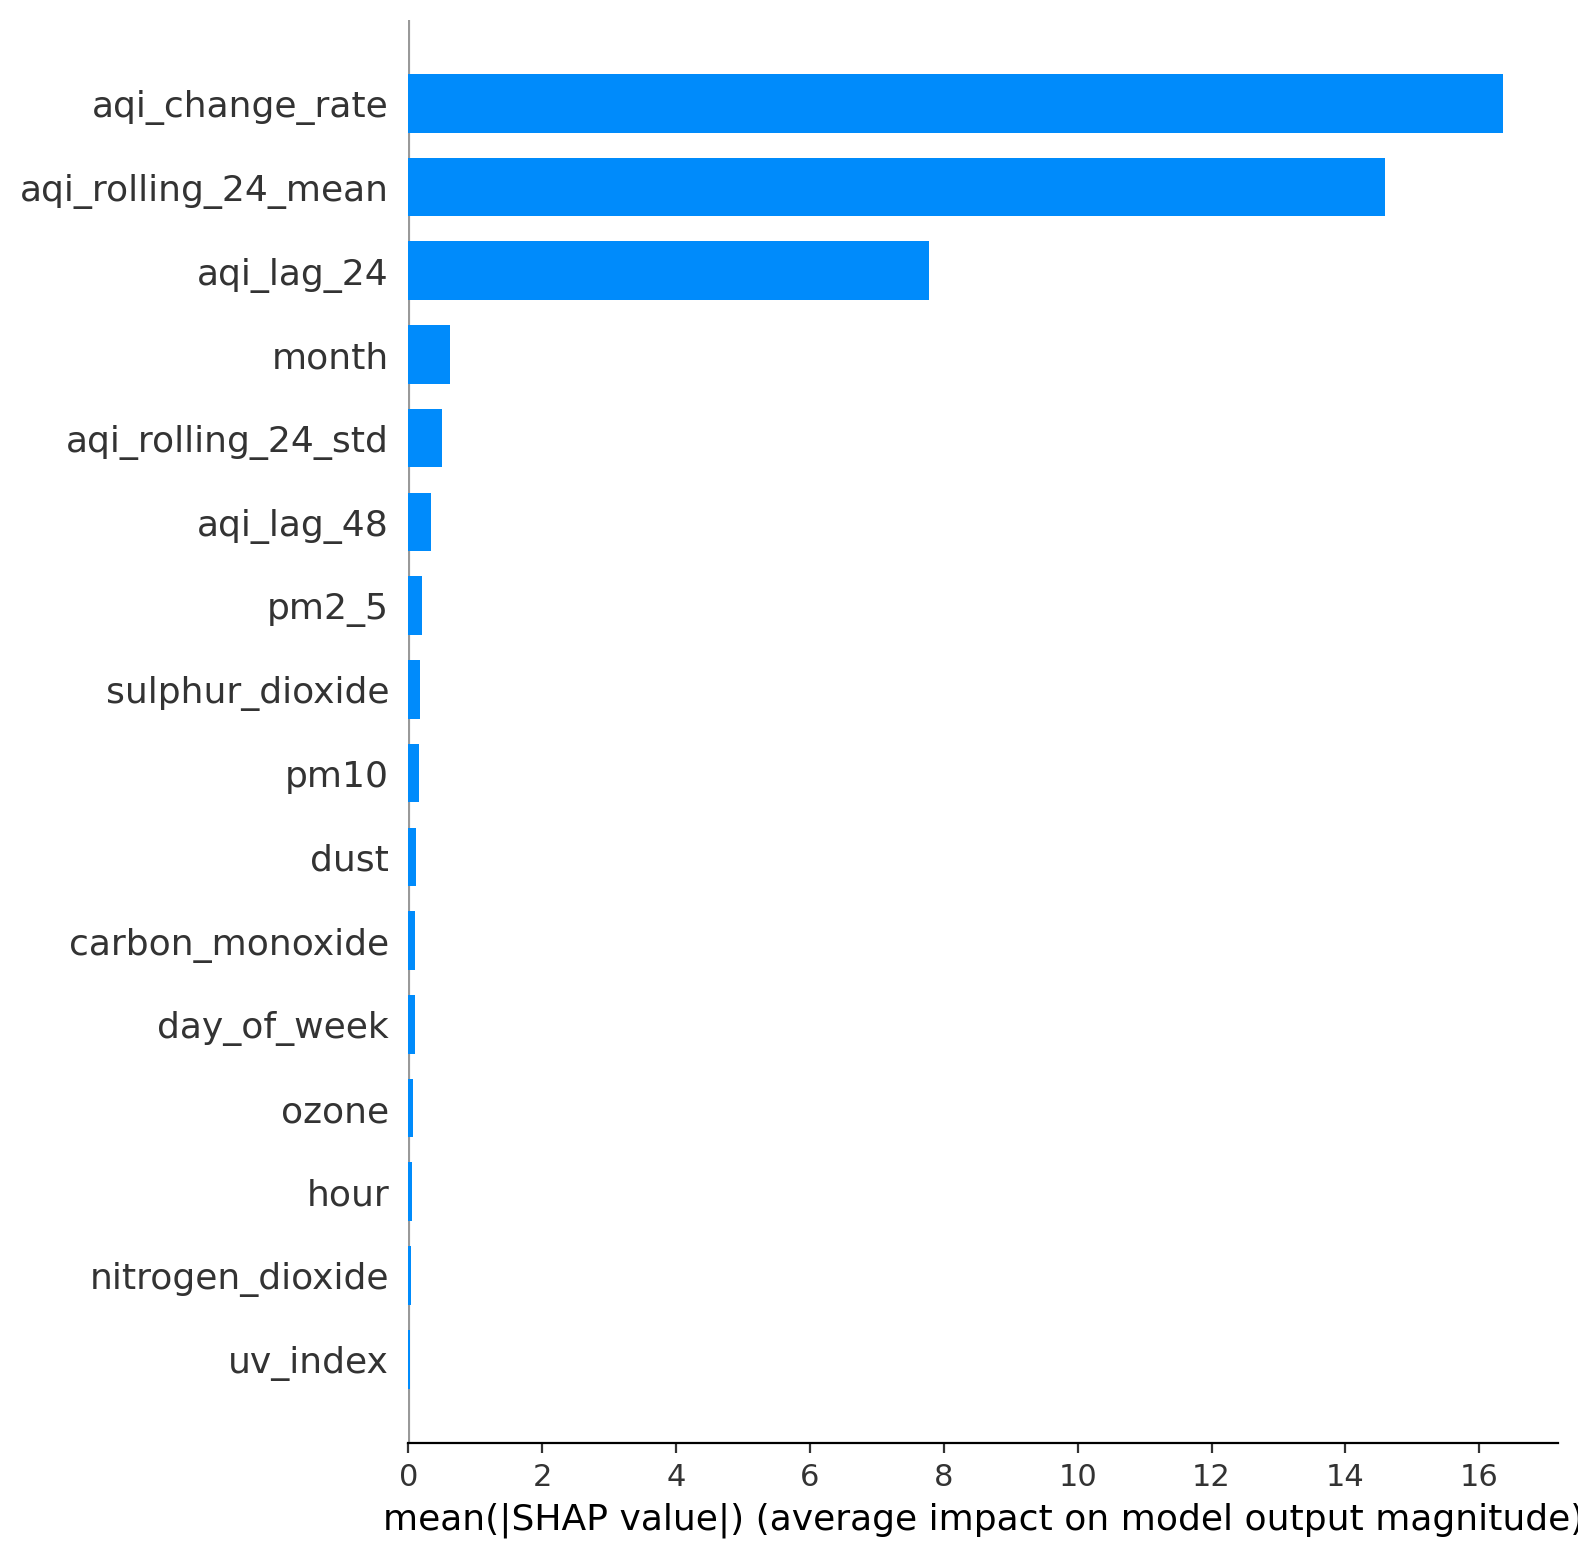 aqi_change_rate
aqi_rolling_24_mean
aqi_lag_24
month
aqi_rolling_24_std
aqi_lag_48
pm2_5
sulphur_dioxide
pm10
dust
carbon_monoxide
day_of_week
ozone
hour
nitrogen_dioxide
uv_index
0 2 4 6 8 10 12 14 16
mean(|SHAP value|) (average impact on model output magnitude)